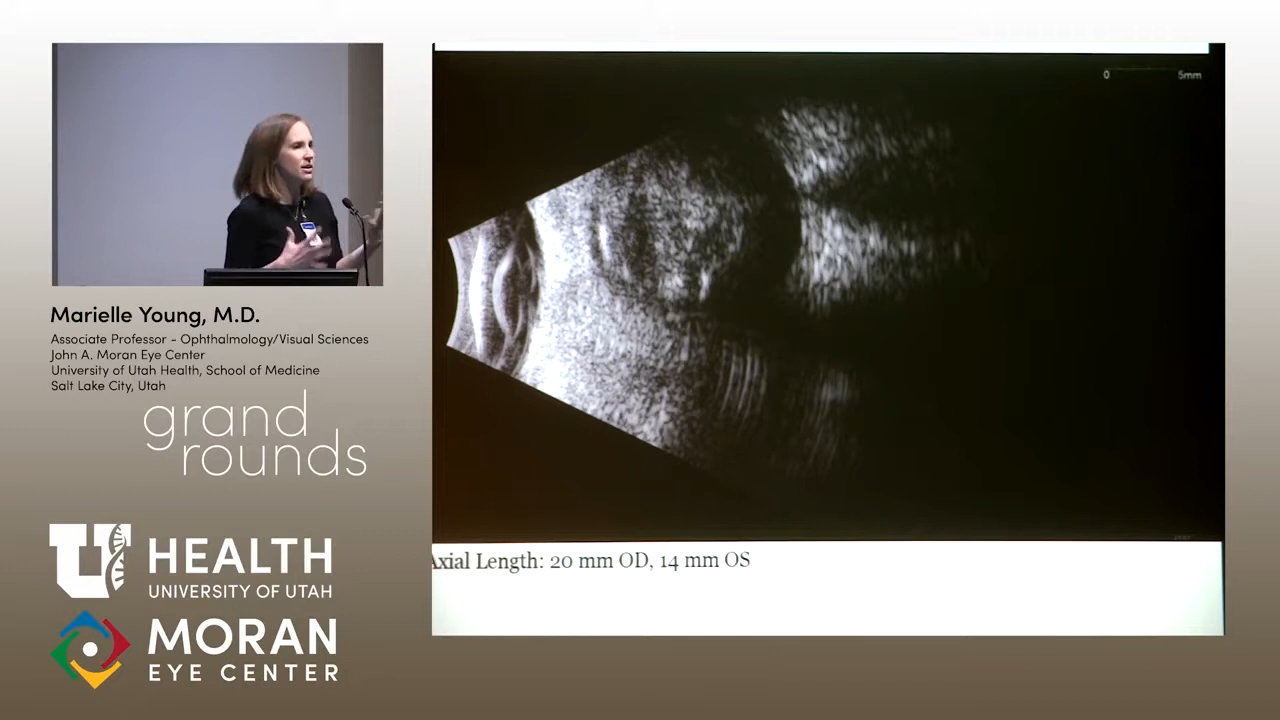 Marielle Young, M.D.
Associate Professor - Ophthalmology/Visual Sciences
John A. Moran Eye Center
University of Utah Health, School of Medicine
Salt Lake City, Utah
grand
rounds
U HEALTH
UNIVERSITY OF UTAH
MORAN
EYE CENTER
0 5mm
Axial Length: 20 mm OD, 14 mm OS